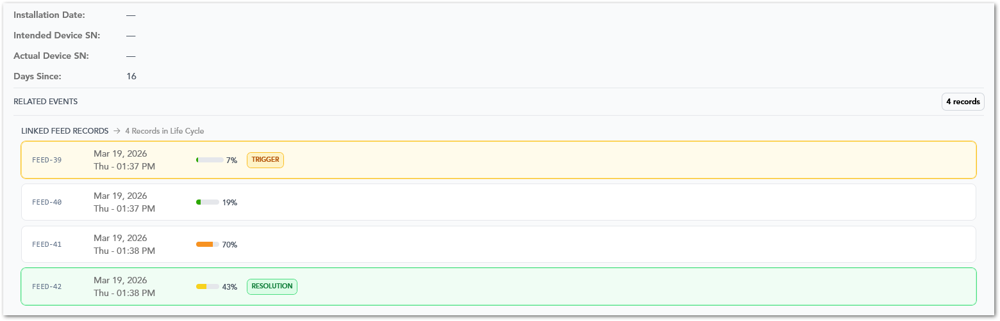 Installation Date: —
Intended Device SN: —
Actual Device SN: —
Days Since: 16
RELATED EVENTS 4 records
LINKED FEED RECORDS → 4 Records in Life Cycle
FEED-39 Mar 19, 2026 7% TRIGGER
Thu - 01:37 PM
FEED-40 Mar 19, 2026 19%
Thu - 01:37 PM
FEED-41 Mar 19, 2026 70%
Thu - 01:38 PM
FEED-42 Mar 19, 2026 43% RESOLUTION
Thu - 01:38 PM